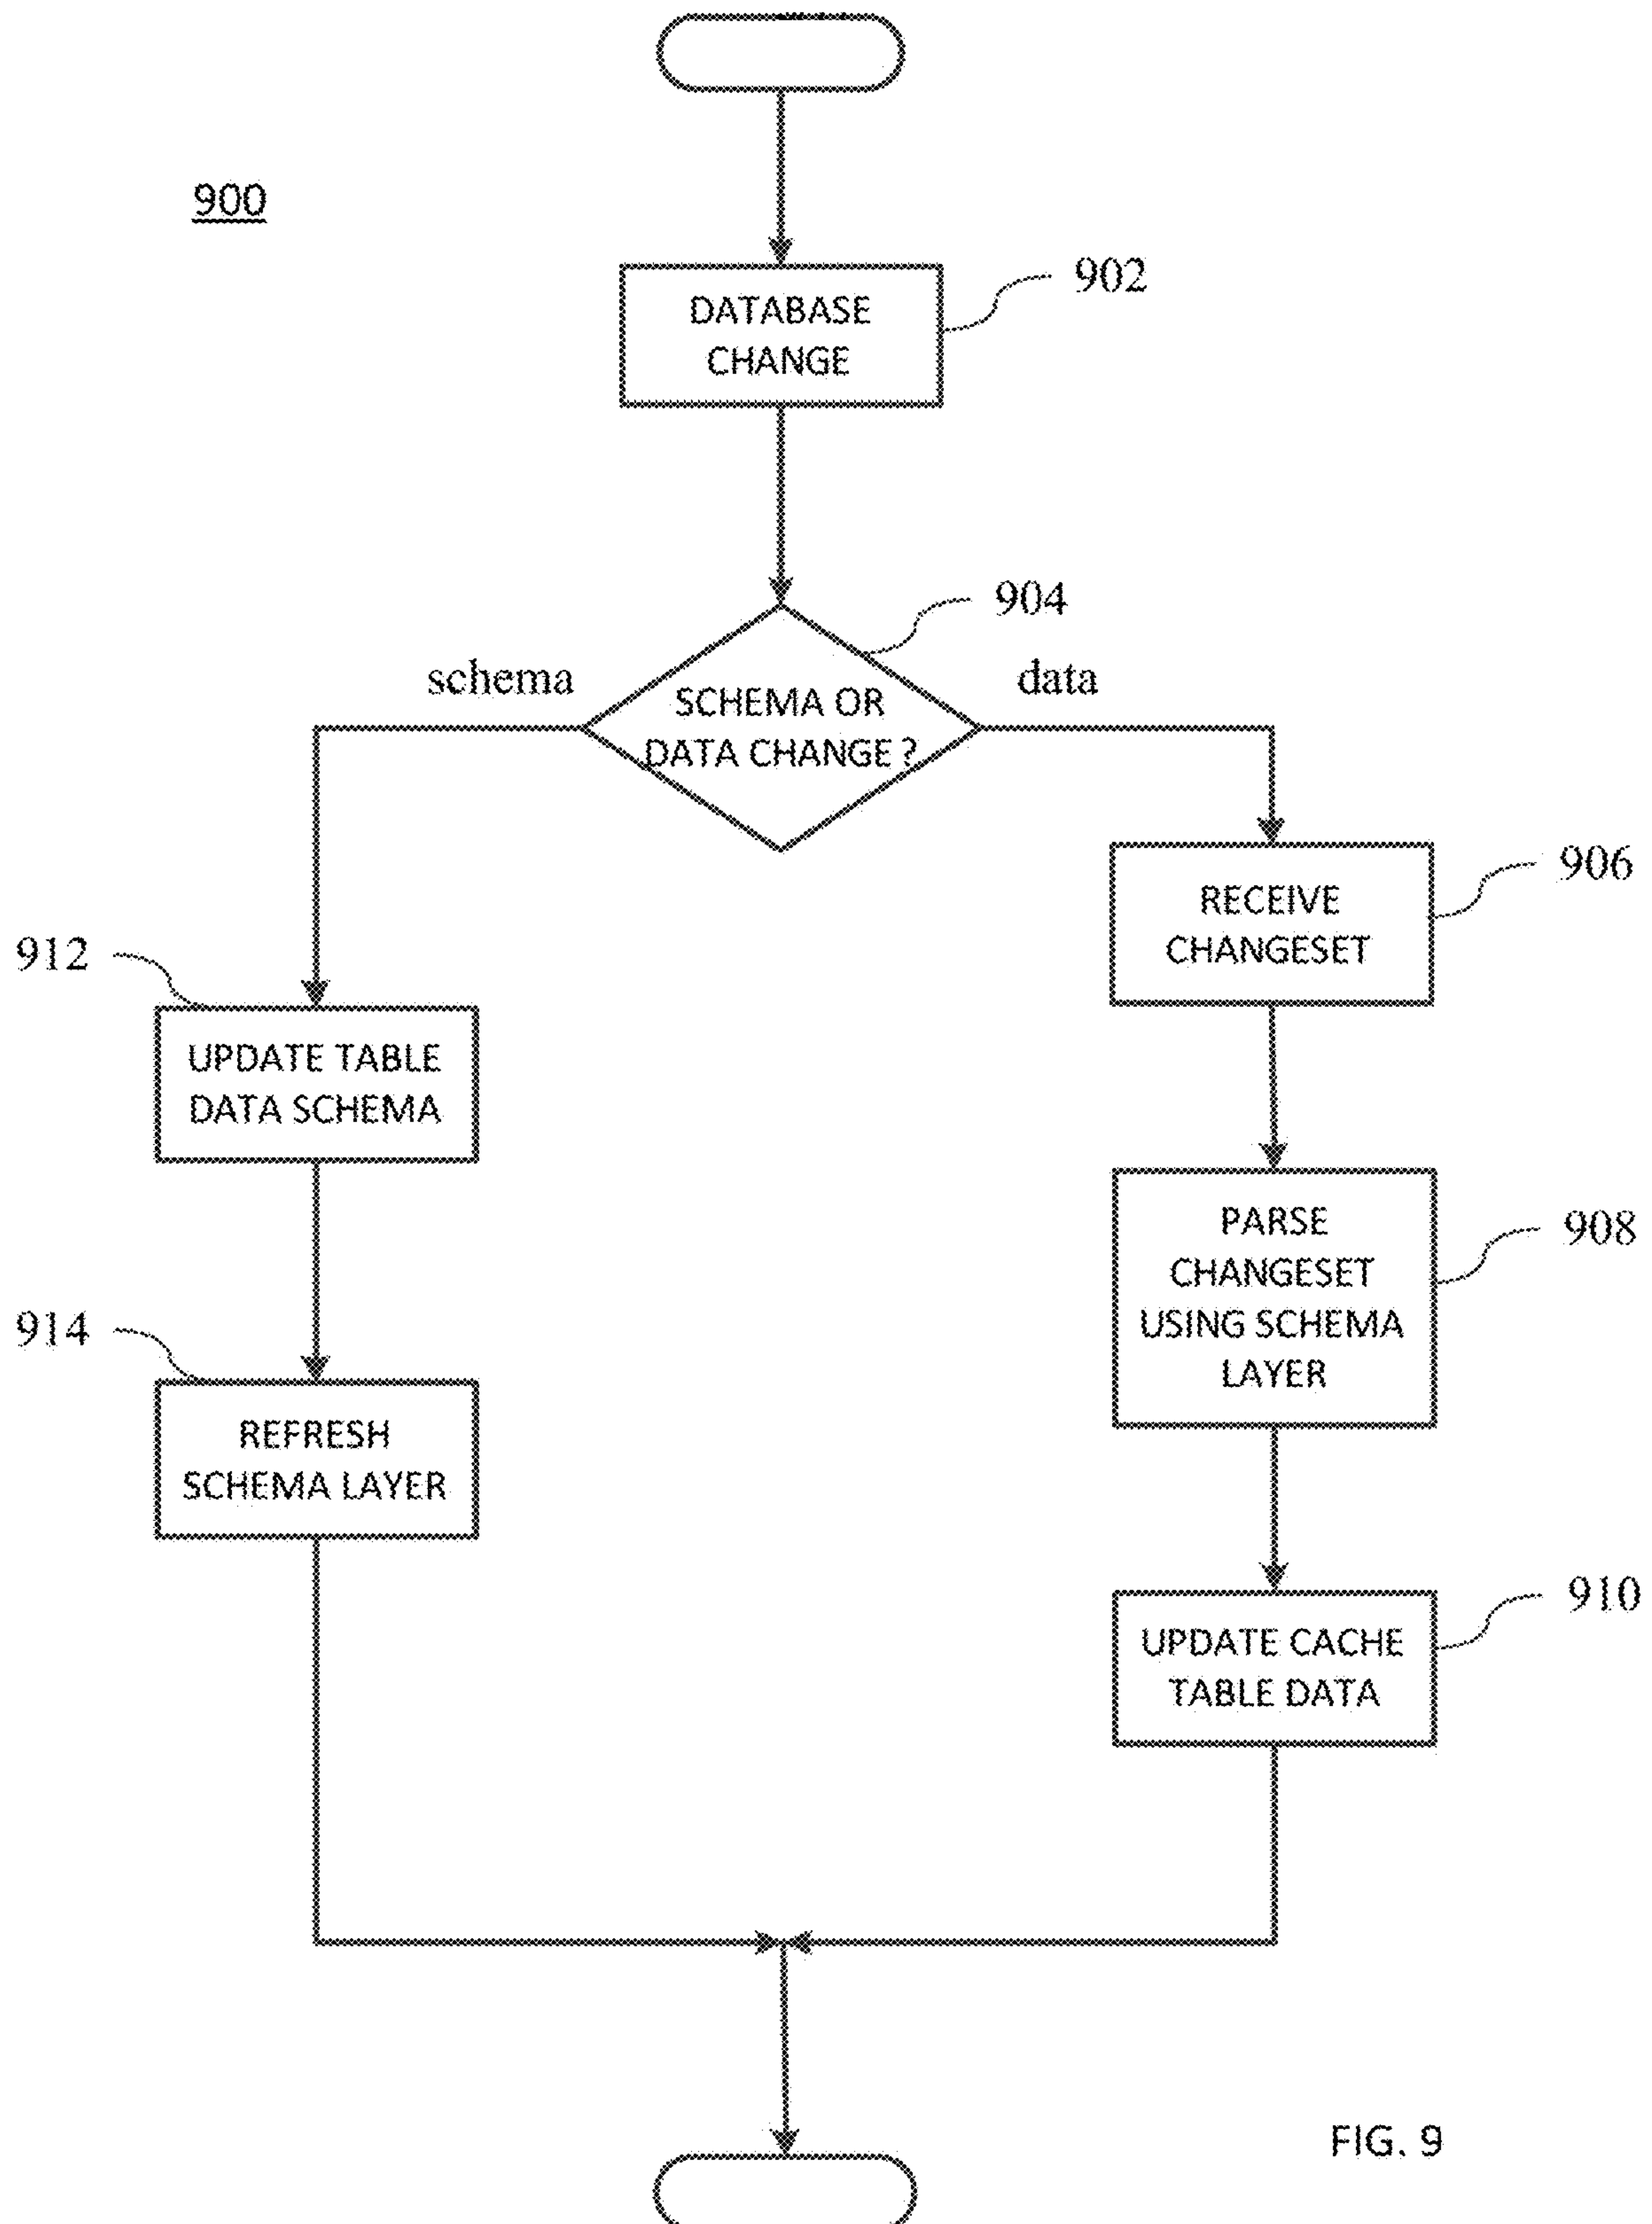 900
902
DATABASE
CHANGE
904
schema
data
SCHEMA OR
DATA CHANGE ?
906
RECEIVE
CHANGESET
912
UPDATE TABLE
DATA SCHEMA
908
PARSE
CHANGESET
USING SCHEMA
LAYER
914
REFRESH
SCHEMA LAYER
910
UPDATE CACHE
TABLE DATA
FIG. 9